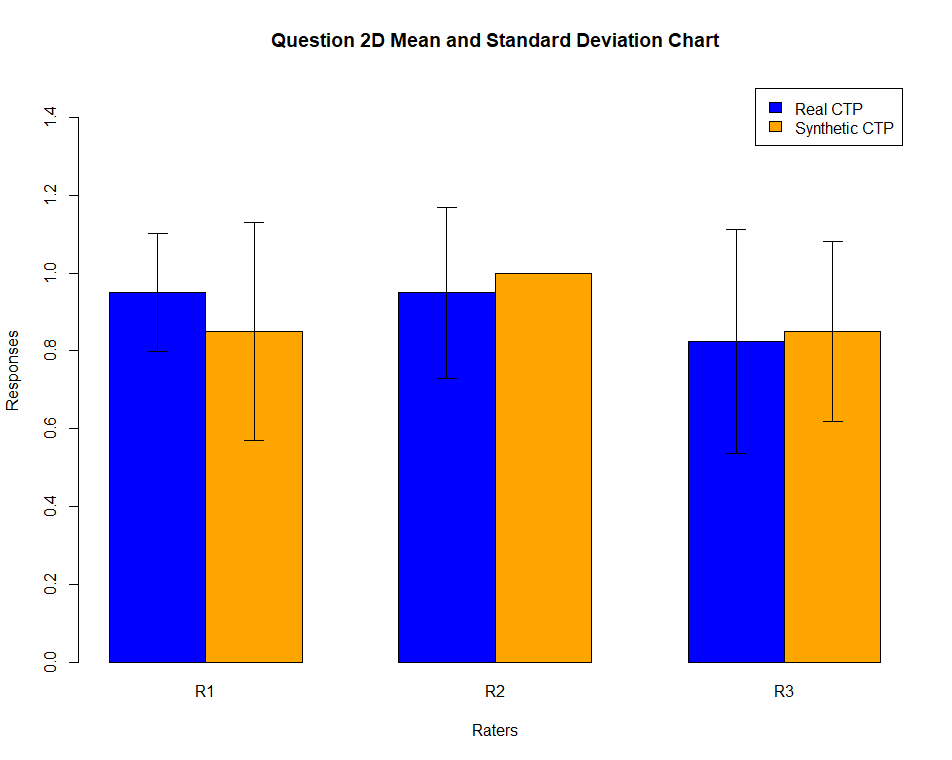 Question 2D Mean and Standard Deviation Chart
Real CTP
Synthetic CTP
1.4
1.2
1.0
0.8
0.6
0.4
0.2
0.0
Responses
R1
R2
R3
Raters